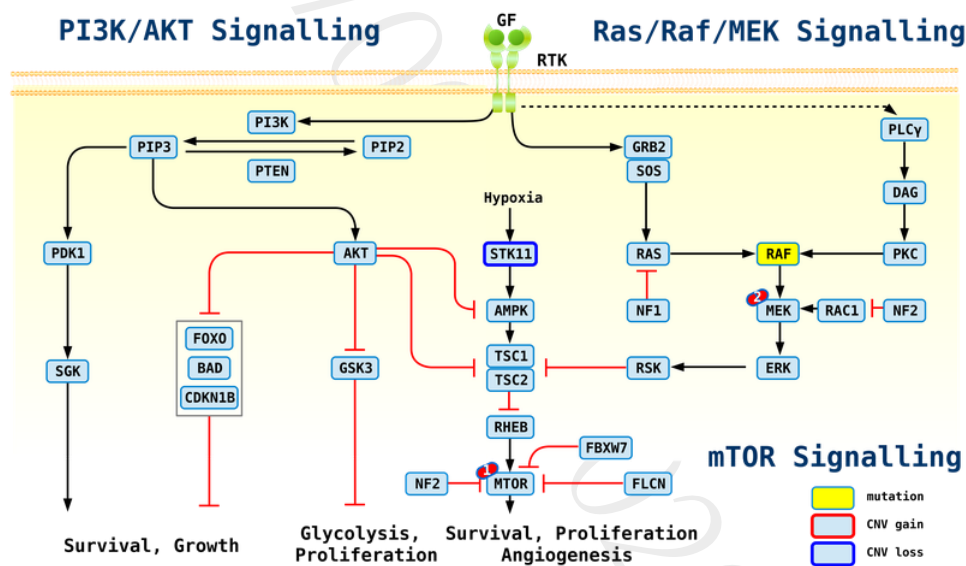 PI3K/AKT Signalling
GF
Ras/Raf/MEK Signalling
RTK
PI3K
PLCγ
PIP3
PIP2
GRB2
PTEN
SOS
DAG
Hypoxia
PDK1
AKT
STK11
RAS
RAF
PKC
2
AMPK
NF1
MEK
RAC1
NF2
FOXO
TSC1
SGK
BAD
GSK3
TSC2
RSK
ERK
CDKN1B
RHEB
FBXW7
mTOR Signalling
1
NF2
MTOR
FLCN
mutation
CNV gain
CNV loss
Survival, Growth
Glycolysis,
Proliferation
Survival, Proliferation
Angiogenesis